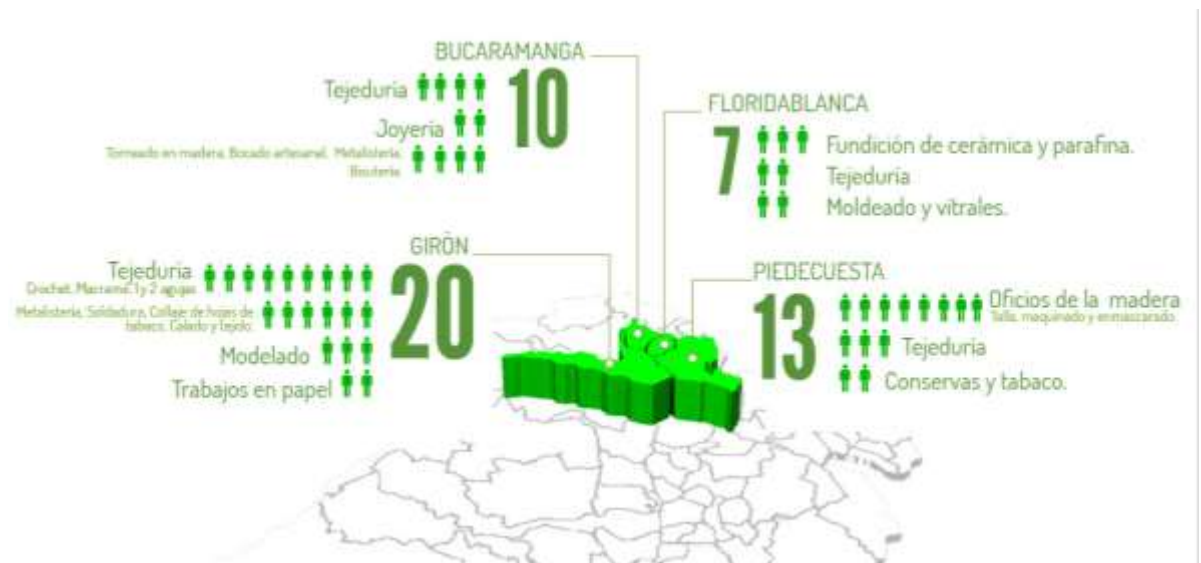 BUCARAMANGA
10
Tejeduría
Joyería
Torneado en madera, Bocado artesanal, Metalistería,
Bisutería
FLORIDABLANCA
7
Fundición de cerámica y parafina.
Tejeduría
Moldeado y vitrales.
GIRÓN
20
Tejeduría
Crochet, Macramé, 1 y 2 agujas
Metalistería, Soldadura, Collaje de hojas de
tabaco, Calado y tejido.
Modelado
Trabajos en papel
PIEDECUESTA
13
Oficios de la madera
Talla, maquinado y enmascarado.
Tejeduría
Conservas y tabaco.